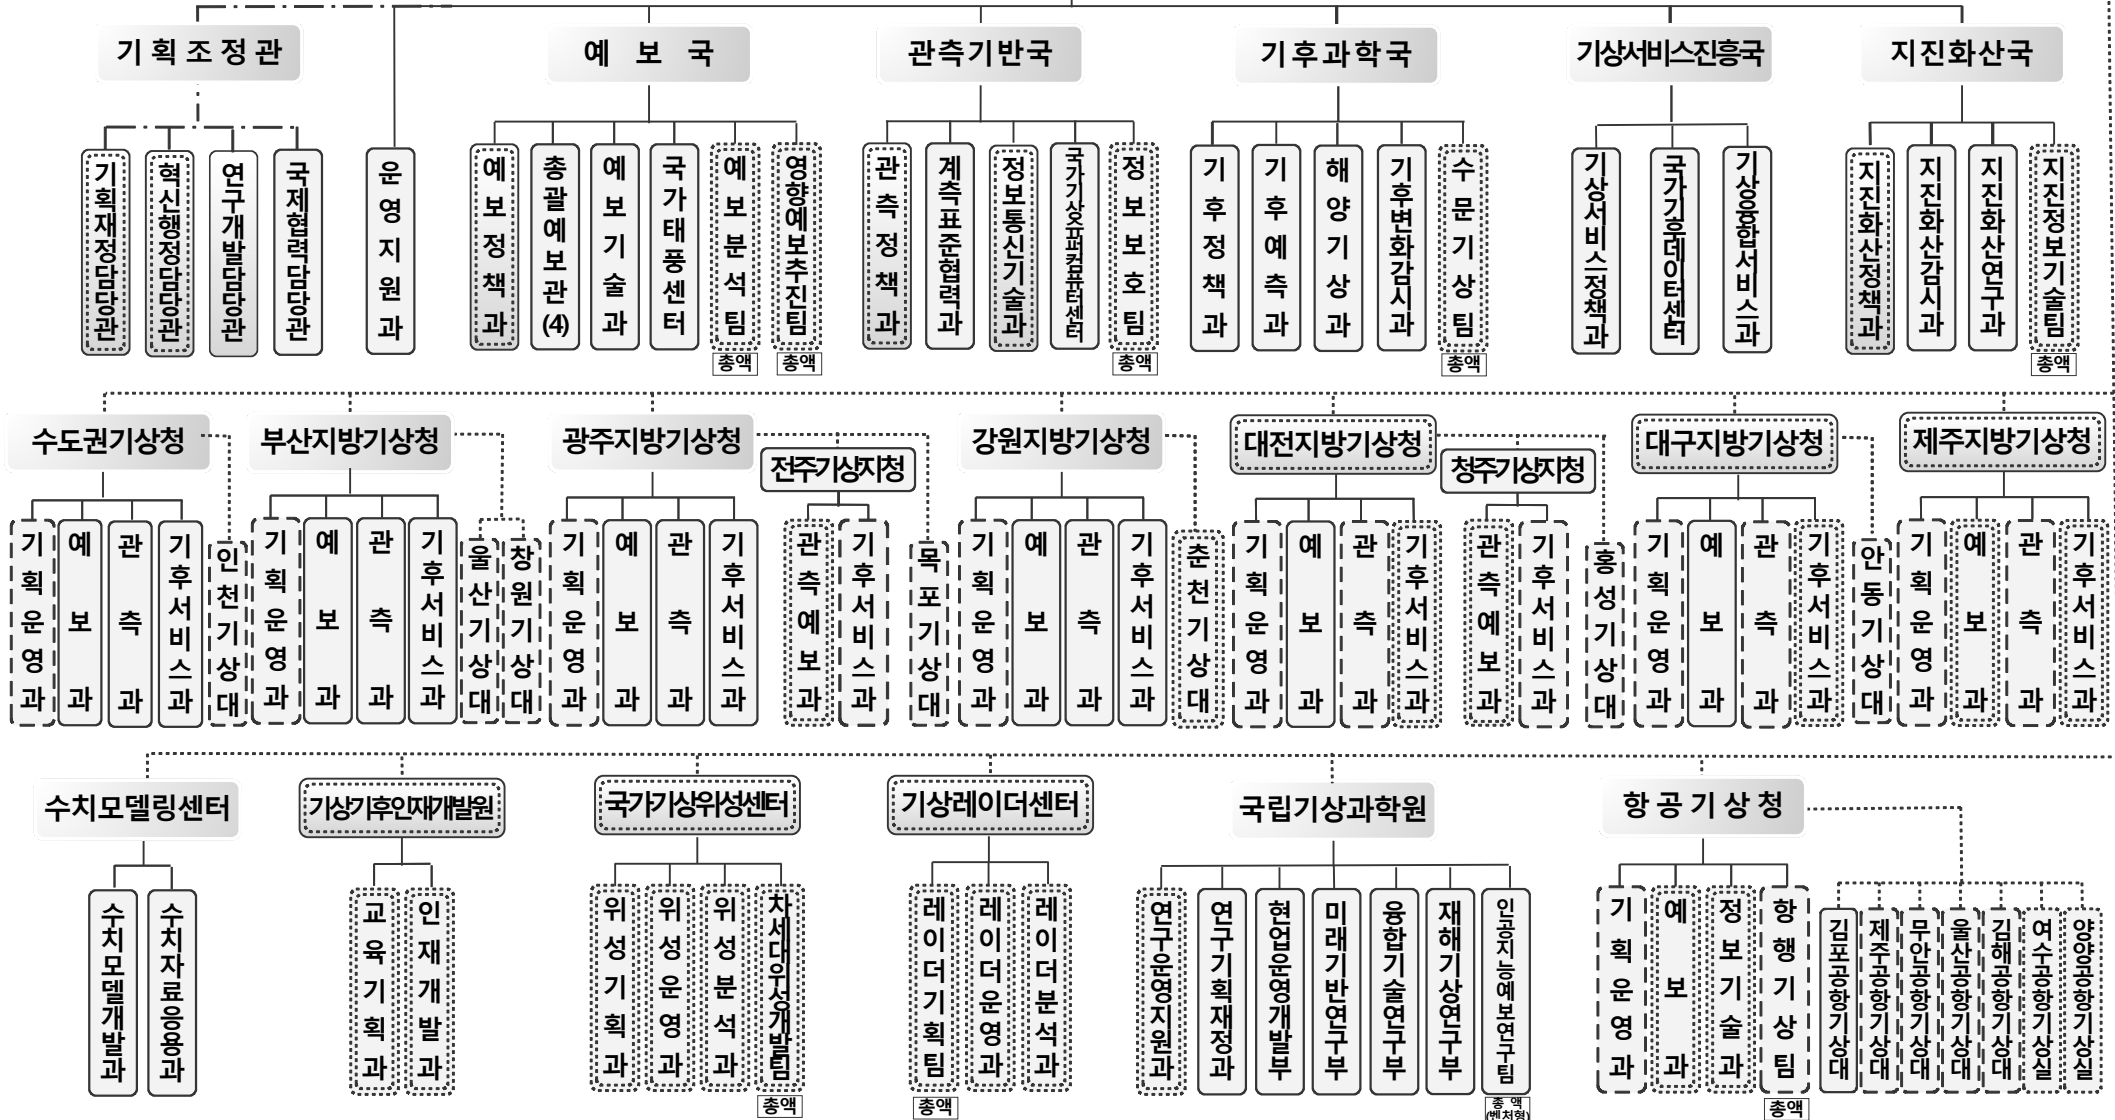 기획조정관
예보국
관측기반국
기후과학국
기상서비스진흥국
지진화산국
기획재정담당관
혁신행정담당관
연구개발담당관
국제협력담당관
운영지원과
예보정책과
총괄예보관(4)
예보기술과
국가태풍센터
예보분석팀
영향예보추진팀
관측정책과
계측표준협력과
정보통신기술과
국가기상슈퍼컴퓨터센터
정보보호팀
기후정책과
기후예측과
해양기상과
기후변화감시과
수문기상팀
기상서비스정책과
국가기후데이터센터
기상융합서비스과
지진화산정책과
지진화산감시과
지진화산연구과
지진정보기술팀
총액
총액
총액
총액
총액
수도권기상청
부산지방기상청
광주지방기상청
전주기상지청
강원지방기상청
대전지방기상청
청주기상지청
대구지방기상청
제주지방기상청
기획운영과
예보과
관측과
기후서비스과
인천기상대
기획운영과
예보과
관측과
기후서비스과
울산기상대
창원기상대
기획운영과
예보과
관측과
기후서비스과
관측예보과
기후서비스과
목포기상대
기획운영과
예보과
관측과
기후서비스과
춘천기상대
기획운영과
예보과
관측과
기후서비스과
관측예보과
기후서비스과
홍성기상대
기획운영과
예보과
관측과
기후서비스과
안동기상대
기획운영과
예보과
관측과
기후서비스과
수치모델링센터
기상기후인재개발원
국가기상위성센터
기상레이더센터
국립기상과학원
항공기상청
수치모델개발과
수치자료응용과
교육기획과
인재개발과
위성기획과
위성운영과
위성분석과
차세대위성개발팀
레이더기획팀
레이더운영과
레이더분석과
연구운영지원과
연구기획재정과
현업운영개발부
미래기반연구부
융합기술연구부
재해기상연구부
인공지능예보연구팀
기획운영과
예보과
정보기술과
항행기상팀
김포공항기상대
제주공항기상대
무안공항기상대
울산공항기상대
김해공항기상대
여수공항기상실
양양공항기상실
총액
총액
총액
(벤처형)
총액